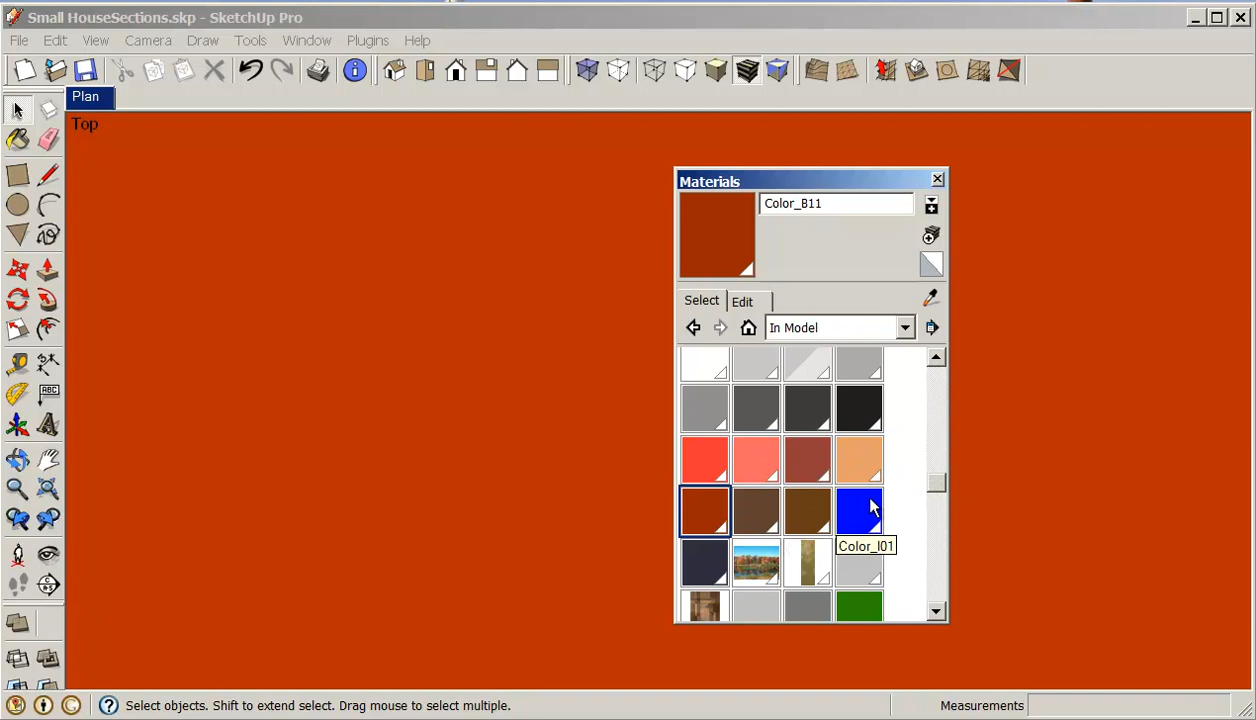 Small HouseSections.skp - SketchUp Pro
File Edit View Camera Draw Tools Window Plugins Help
Plan
Top
Materials
Color_B11
Select Edit
In Model
Color_I01
ABC
Select objects. Shift to extend select. Drag mouse to select multiple.
Measurements